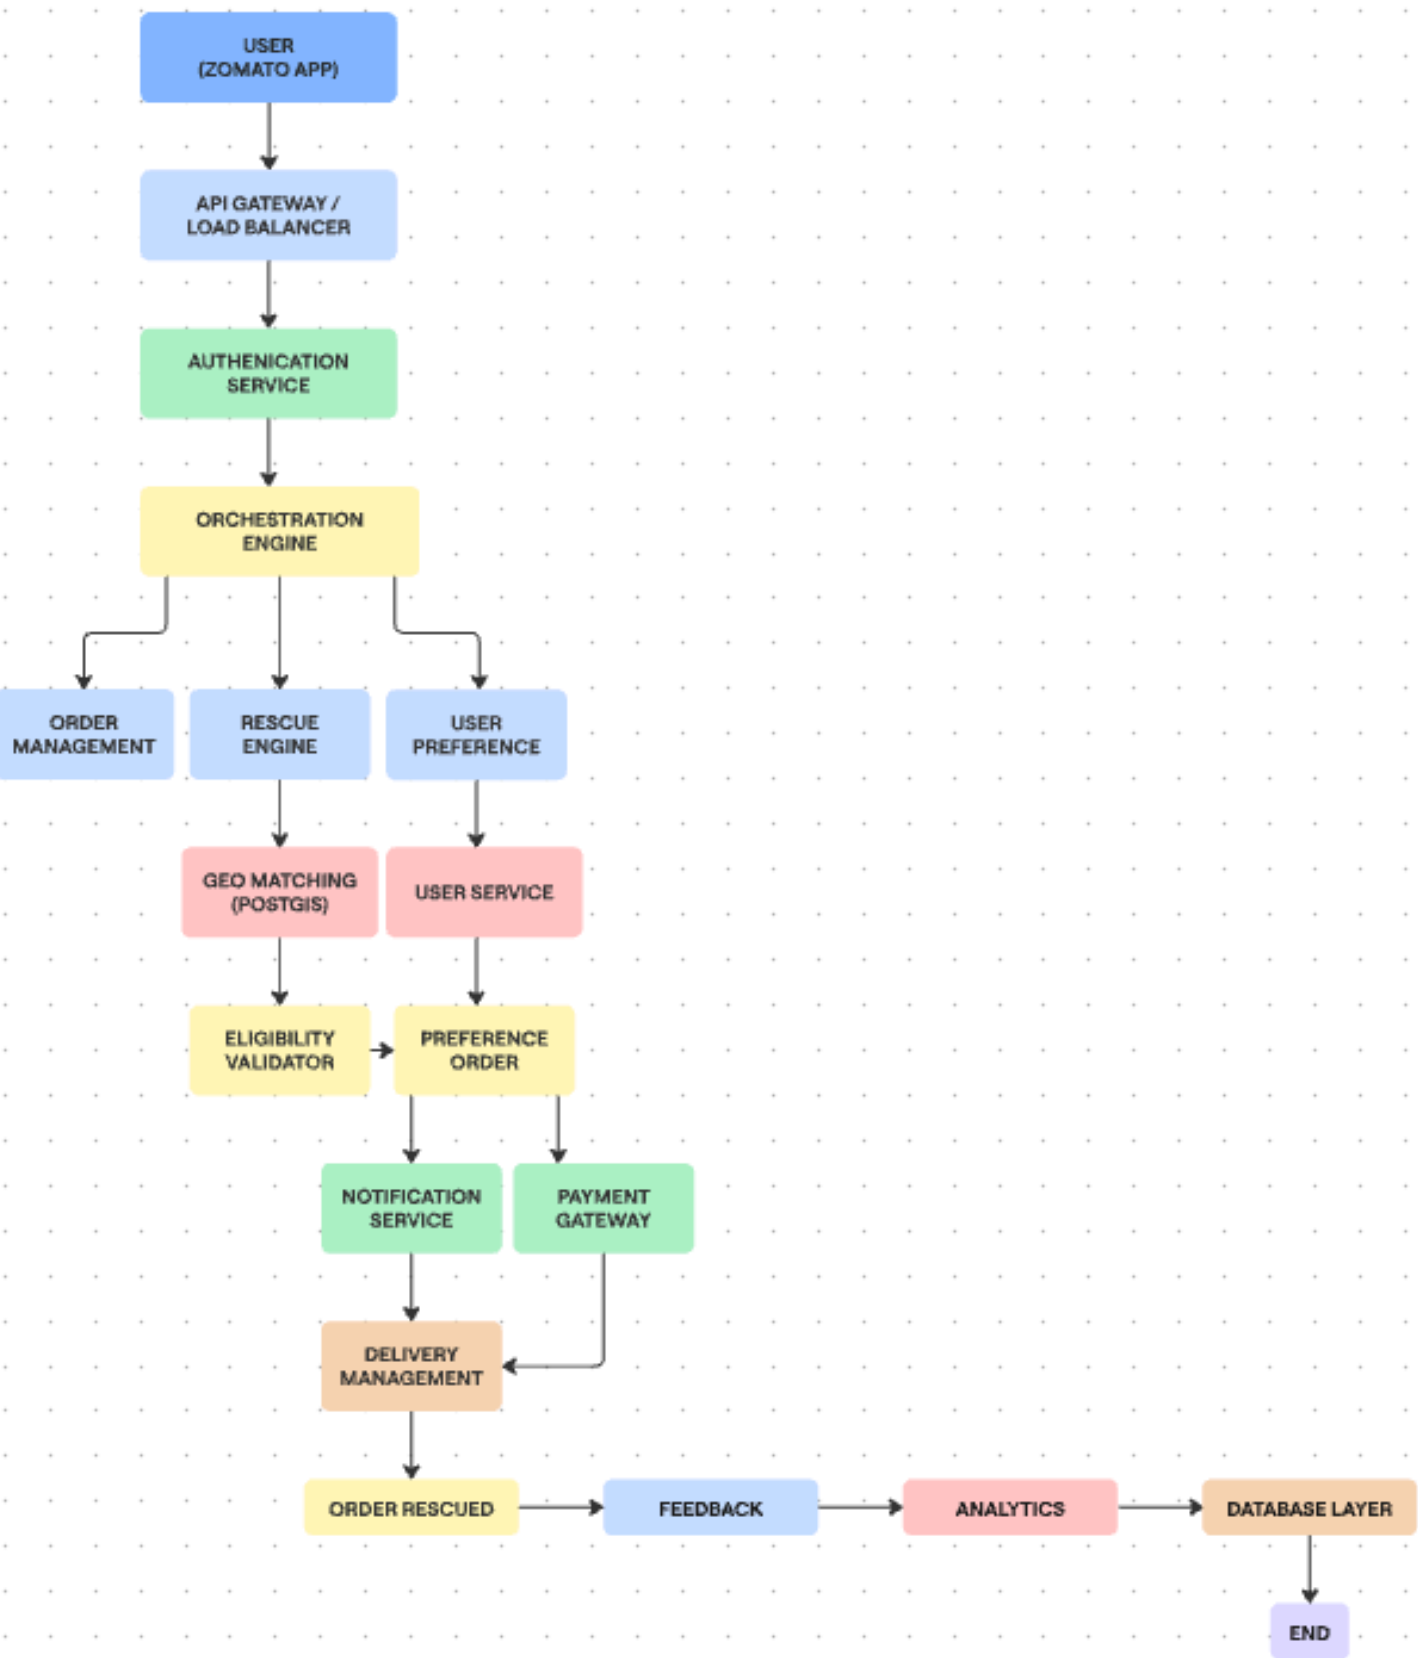 USER
(ZOMATO APP)
API GATEWAY /
LOAD BALANCER
AUTHENICATION
SERVICE
ORCHESTRATION
ENGINE
ORDER
MANAGEMENT
RESCUE
ENGINE
USER
PREFERENCE
GEO MATCHING
(POSTGIS)
USER SERVICE
ELIGIBILITY
VALIDATOR
PREFERENCE
ORDER
NOTIFICATION
SERVICE
PAYMENT
GATEWAY
DELIVERY
MANAGEMENT
ORDER RESCUED
FEEDBACK
ANALYTICS
DATABASE LAYER
END